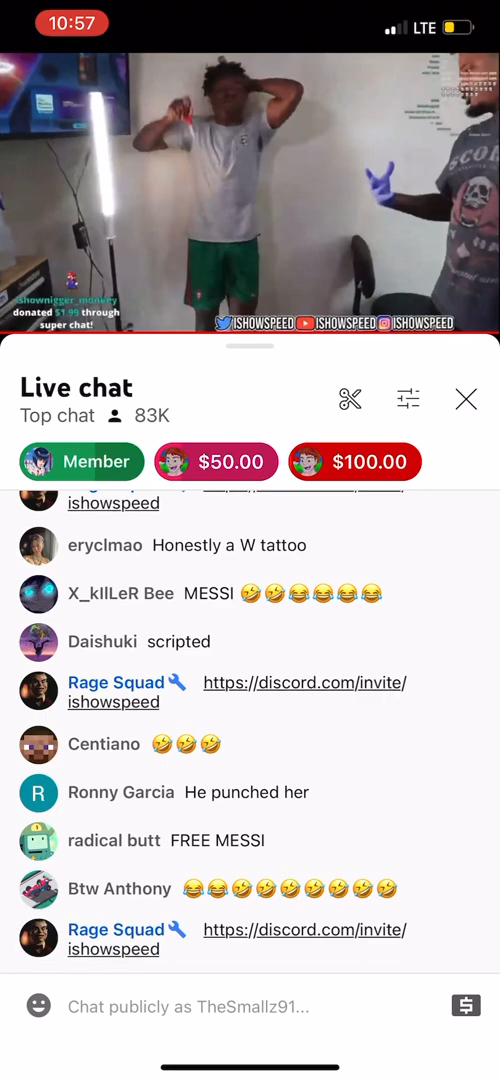 10:57
LTE
SCOR
ishownigger_monkey
donated $1.99 through
super chat!
ISHOWSPEED ISHOWSPEED ISHOWSPEED
Live chat
Top chat 83K
Member $50.00 $100.00
ishowspeed
eryclmao Honestly a W tattoo
X_kIlLeR Bee MESSI 🤣🤣😂😂😂😂
Daishuki scripted
Rage Squad https://discord.com/invite/
ishowspeed
Centiano 🤣🤣🤣
Ronny Garcia He punched her
radical butt FREE MESSI
Btw Anthony 😂😂🤣🤣🤣🤣🤣🤣🤣
Rage Squad https://discord.com/invite/
ishowspeed
Chat publicly as TheSmallz91...